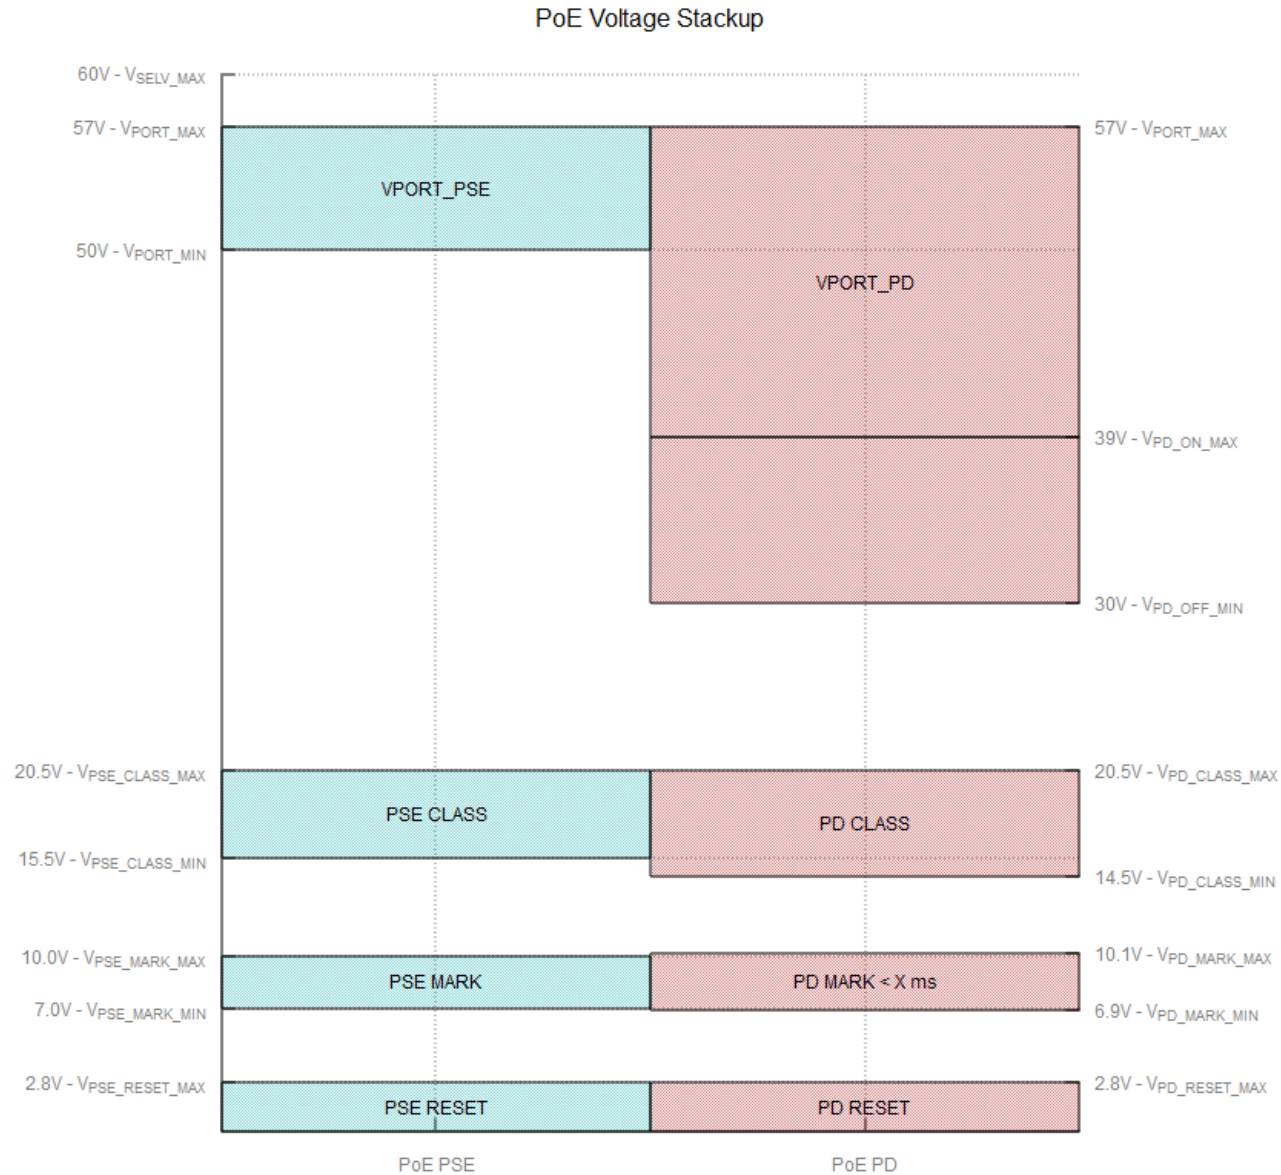 PoE Voltage Stackup
60V - VSELV_MAX
57V - VPORT_MAX
57V - VPORT_MAX
VPORT_PSE
50V - VPORT_MIN
VPORT_PD
39V - VPD_ON_MAX
30V - VPD_OFF_MIN
20.5V - VPSE_CLASS_MAX
20.5V - VPD_CLASS_MAX
PSE CLASS
PD CLASS
15.5V - VPSE_CLASS_MIN
14.5V - VPD_CLASS_MIN
10.0V - VPSE_MARK_MAX
10.1V - VPD_MARK_MAX
PSE MARK
PD MARK < X ms
7.0V - VPSE_MARK_MIN
6.9V - VPD_MARK_MIN
2.8V - VPSE_RESET_MAX
2.8V - VPD_RESET_MAX
PSE RESET
PD RESET
PoE PSE
PoE PD